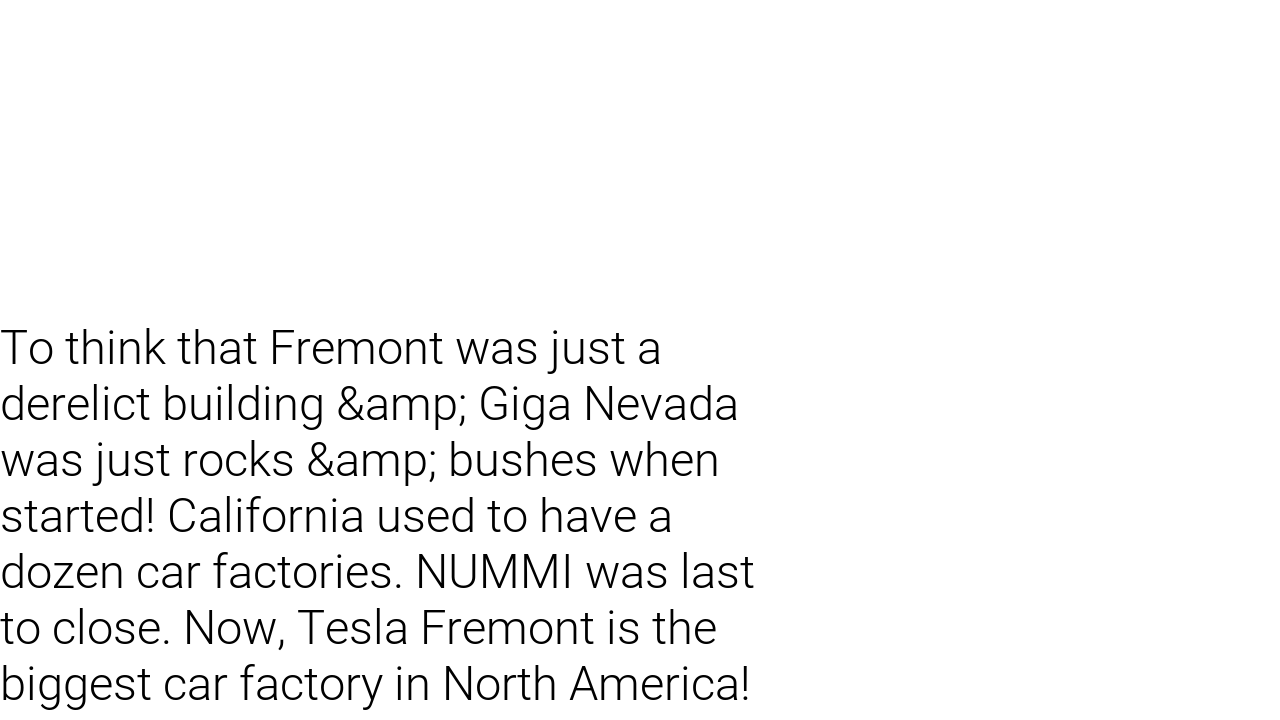 To think that Fremont was just a
derelict building &amp; Giga Nevada
was just rocks &amp; bushes when
started! California used to have a
dozen car factories. NUMMI was last
to close. Now, Tesla Fremont is the
biggest car factory in North America!